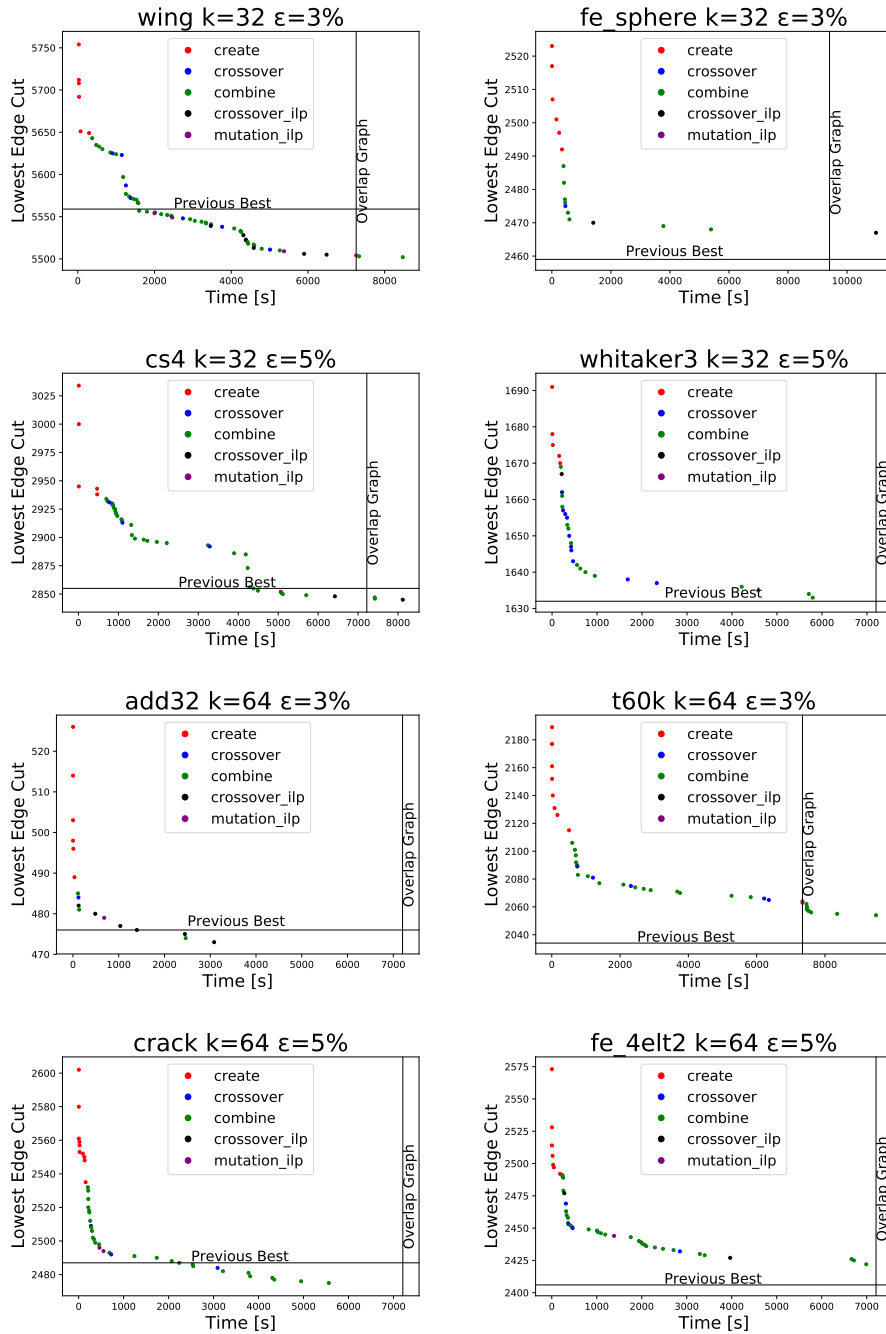 wing k=32 ε=3%
Lowest Edge Cut
5750
5700
5650
5600
5550
5500
create
crossover
combine
crossover_ilp
mutation_ilp
Previous Best
Overlap Graph
0 2000 4000 6000 8000
Time [s]
fe_sphere k=32 ε=3%
Lowest Edge Cut
2520
2510
2500
2490
2480
2470
2460
create
crossover
combine
crossover_ilp
mutation_ilp
Previous Best
Overlap Graph
0 2000 4000 6000 8000 10000
Time [s]
cs4 k=32 ε=5%
Lowest Edge Cut
3025
3000
2975
2950
2925
2900
2875
2850
create
crossover
combine
crossover_ilp
mutation_ilp
Previous Best
Overlap Graph
0 1000 2000 3000 4000 5000 6000 7000 8000
Time [s]
whitaker3 k=32 ε=5%
Lowest Edge Cut
1690
1680
1670
1660
1650
1640
1630
create
crossover
combine
crossover_ilp
mutation_ilp
Previous Best
Overlap Graph
0 1000 2000 3000 4000 5000 6000 7000
Time [s]
add32 k=64 ε=3%
Lowest Edge Cut
520
510
500
490
480
470
create
crossover
combine
crossover_ilp
mutation_ilp
Previous Best
Overlap Graph
0 1000 2000 3000 4000 5000 6000 7000
Time [s]
t60k k=64 ε=3%
Lowest Edge Cut
2180
2160
2140
2120
2100
2080
2060
2040
create
crossover
combine
crossover_ilp
mutation_ilp
Previous Best
Overlap Graph
0 2000 4000 6000 8000
Time [s]
crack k=64 ε=5%
Lowest Edge Cut
2600
2580
2560
2540
2520
2500
2480
create
crossover
combine
crossover_ilp
mutation_ilp
Previous Best
Overlap Graph
0 1000 2000 3000 4000 5000 6000 7000
Time [s]
fe_4elt2 k=64 ε=5%
Lowest Edge Cut
2575
2550
2525
2500
2475
2450
2425
2400
create
crossover
combine
crossover_ilp
mutation_ilp
Previous Best
Overlap Graph
0 1000 2000 3000 4000 5000 6000 7000
Time [s]